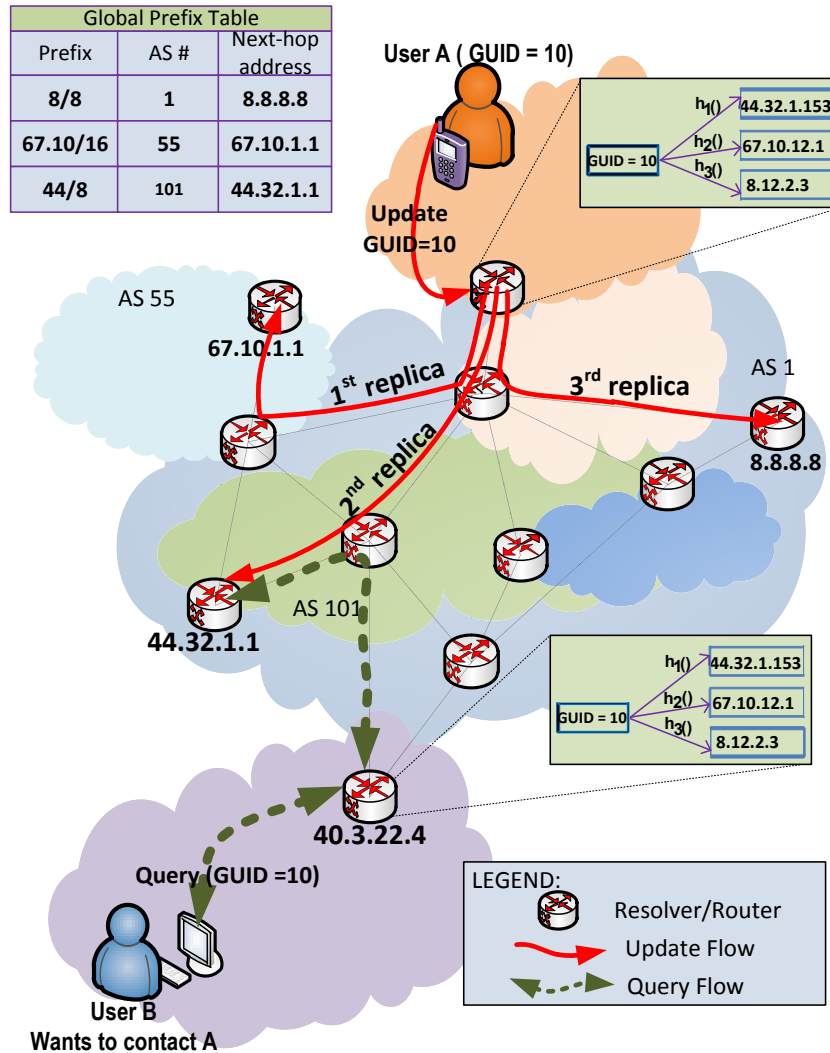 Global Prefix Table
Prefix AS # Next-hop address
8/8 1 8.8.8.8
67.10/16 55 67.10.1.1
44/8 101 44.32.1.1
User A ( GUID = 10)
Update
GUID=10
GUID = 10
h1()
h2()
h3()
44.32.1.153
67.10.12.1
8.12.2.3
AS 55
67.10.1.1
1st replica
2nd replica
3rd replica
AS 1
8.8.8.8
AS 101
44.32.1.1
GUID = 10
h1()
h2()
h3()
44.32.1.153
67.10.12.1
8.12.2.3
40.3.22.4
Query (GUID =10)
User B
Wants to contact A
LEGEND:
Resolver/Router
Update Flow
Query Flow